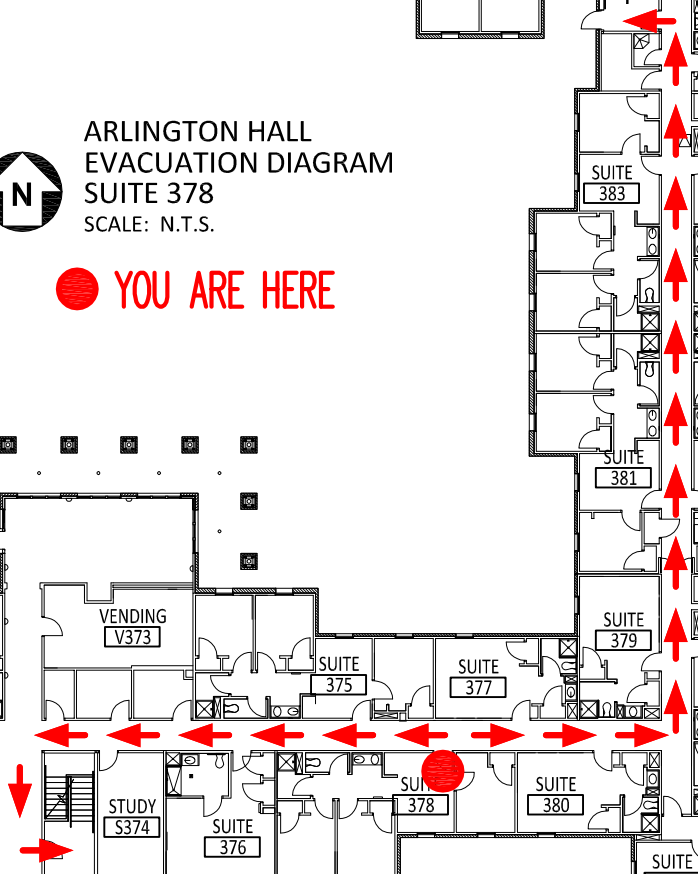 ARLINGTON HALL
EVACUATION DIAGRAM
SUITE 378
SCALE: N.T.S.
N
YOU ARE HERE
SUITE
383
SUITE
381
SUITE
379
VENDING
V373
SUITE
375
SUITE
377
SUITE
378
SUITE
380
STUDY
S374
SUITE
376
SUITE